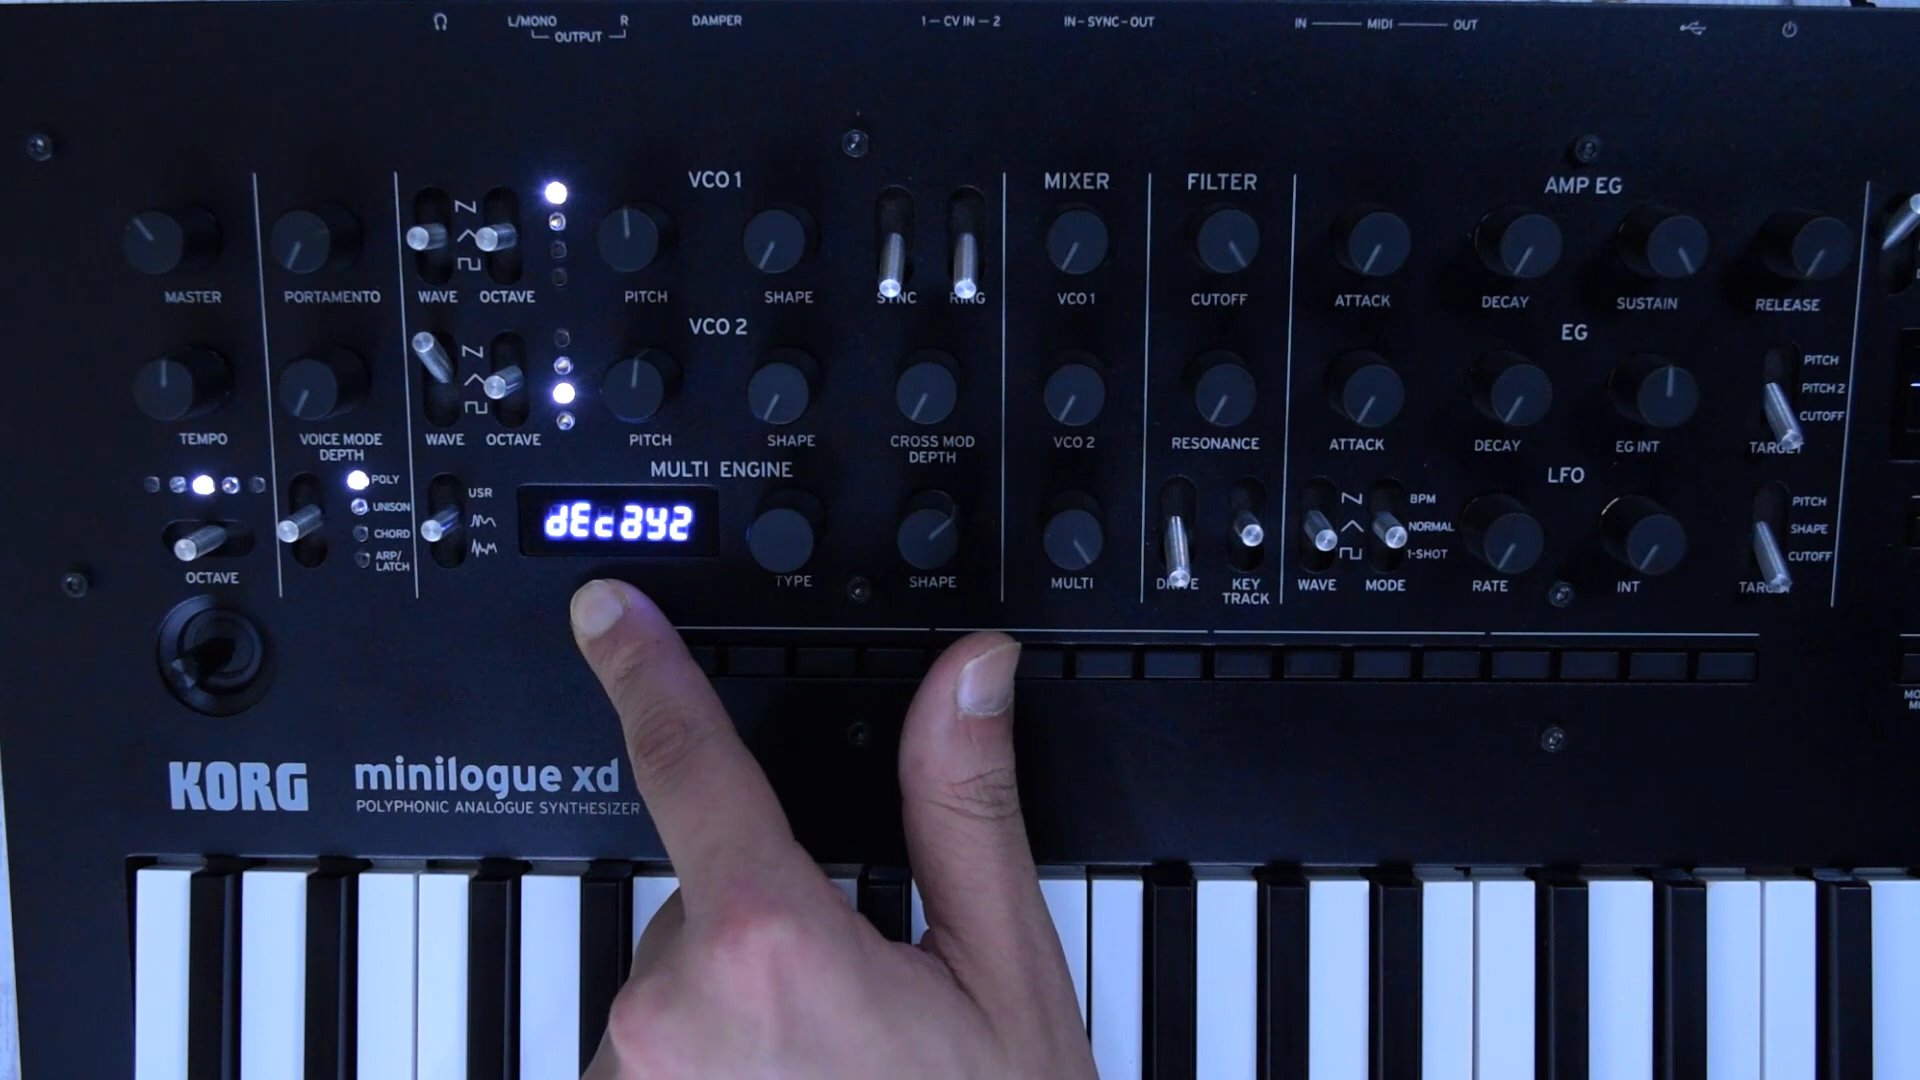 L/MONO R DAMPER 1 — CV IN — 2 IN – SYNC – OUT IN — MIDI — OUT
OUTPUT
VCO 1 MIXER FILTER AMP EG
MASTER PORTAMENTO WAVE OCTAVE PITCH SHAPE SYNC RING VCO 1 CUTOFF ATTACK DECAY SUSTAIN RELEASE
VCO 2 EG
PITCH
PITCH 2
CUTOFF
TEMPO VOICE MODE DEPTH WAVE OCTAVE PITCH SHAPE CROSS MOD DEPTH VCO 2 RESONANCE ATTACK DECAY EG INT TARGET
MULTI ENGINE LFO
POLY
UNISON
CHORD
ARP/
LATCH
USR
dEcay2
BPM
NORMAL
1-SHOT
PITCH
SHAPE
CUTOFF
OCTAVE TYPE SHAPE MULTI DRIVE KEY TRACK WAVE MODE RATE INT TARGET
KORG
minilogue xd
POLYPHONIC ANALOGUE SYNTHESIZER